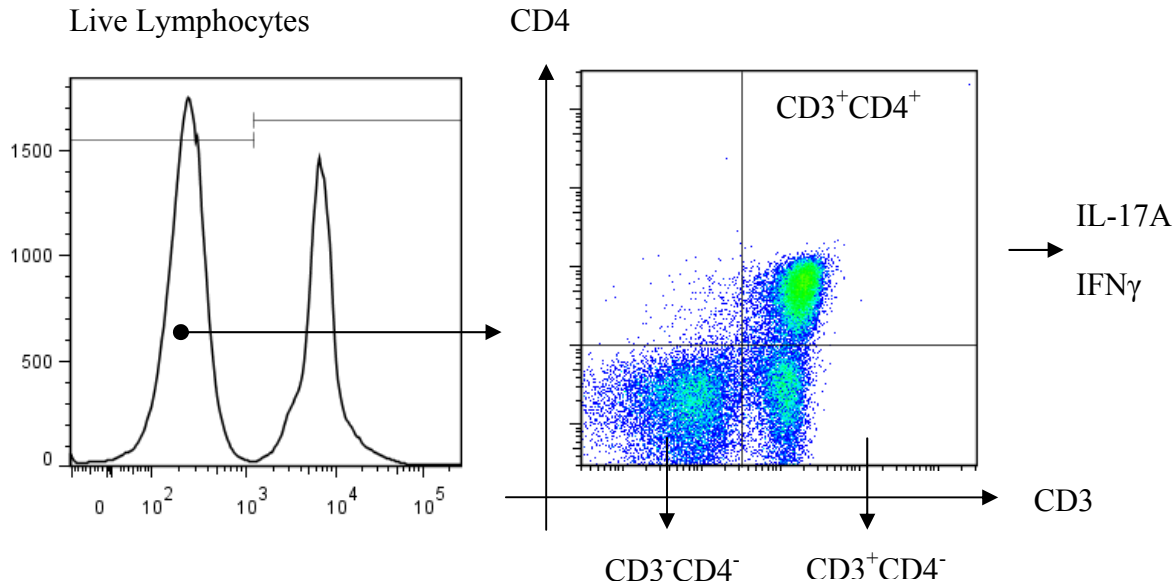 Live Lymphocytes
CD4
1500
1000
500
0
0 10² 10³ 10⁴ 10⁵
CD3⁺CD4⁺
IL-17A
IFNγ
CD3
CD3⁻CD4⁻ CD3⁺CD4⁻